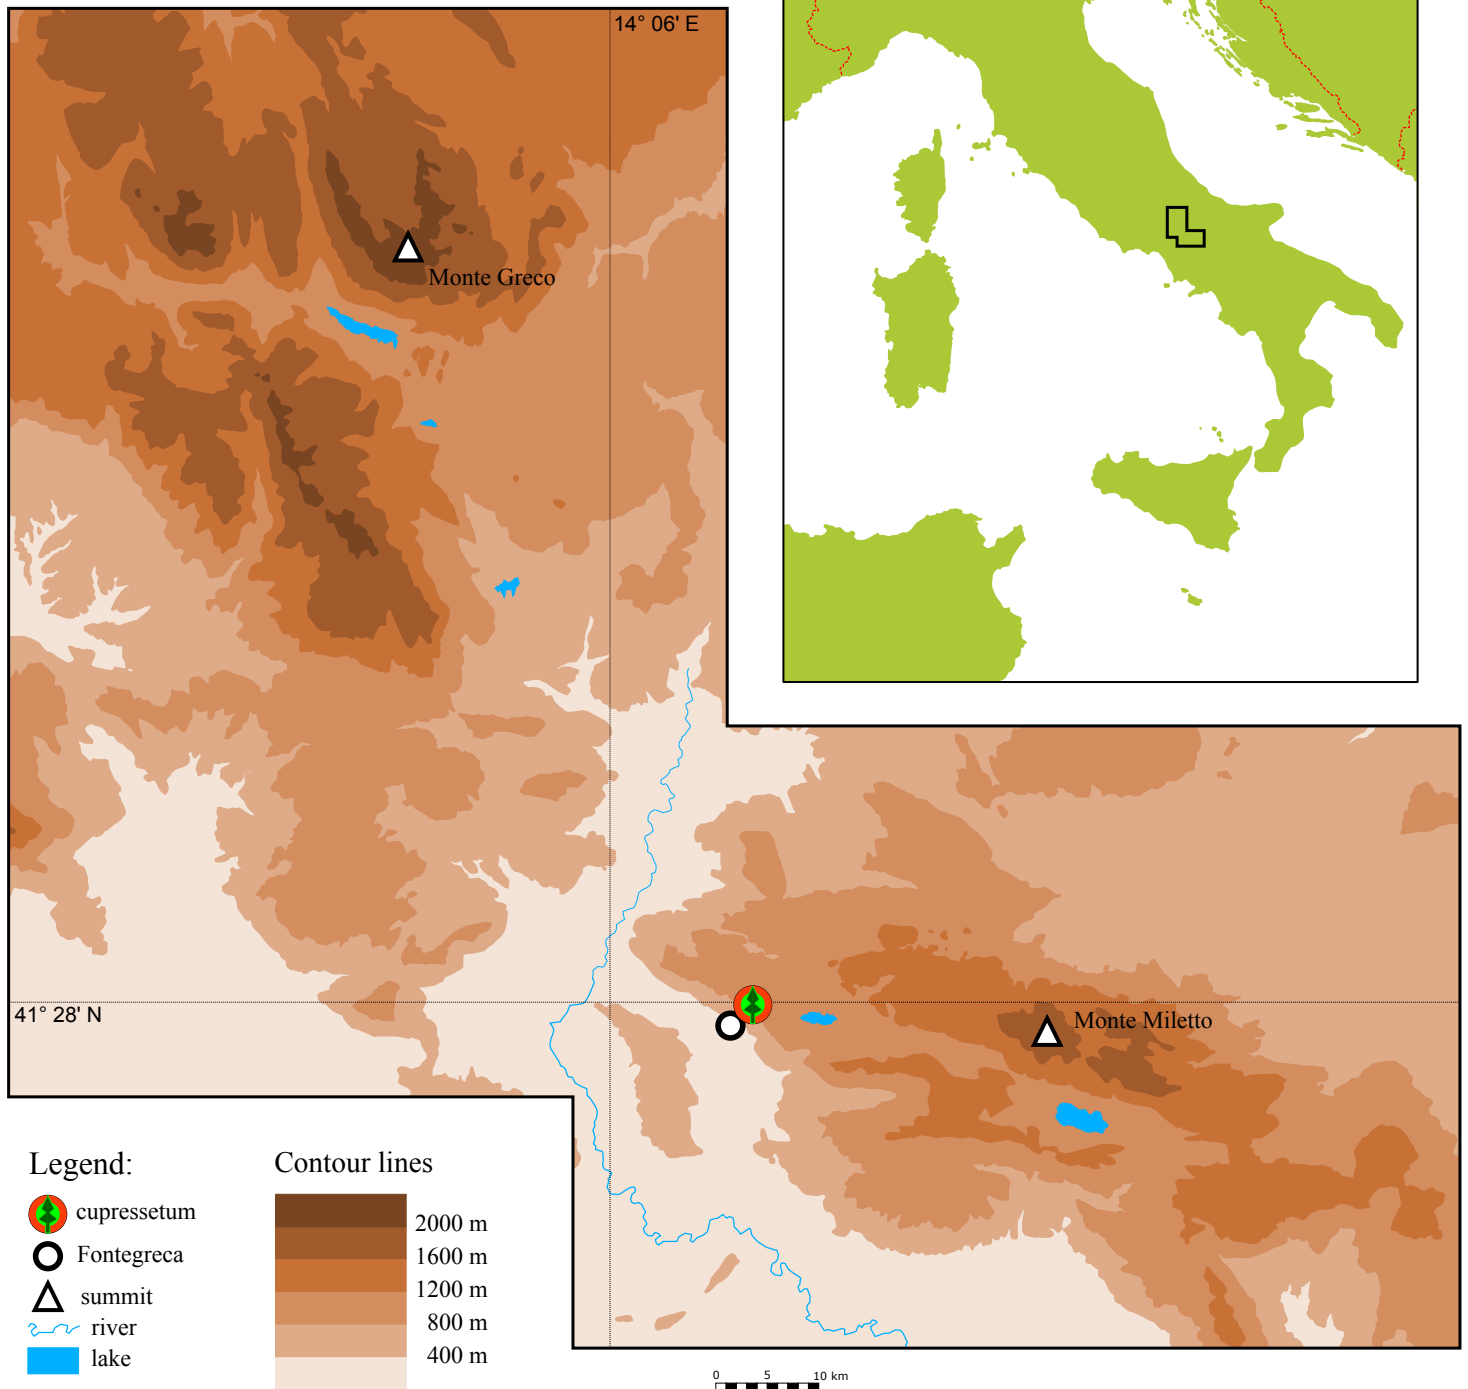 14° 06' E
Monte Greco
41° 28' N
Monte Miletto
Legend:
cupressetum
Fontegreca
summit
river
lake
Contour lines
2000 m
1600 m
1200 m
800 m
400 m
0 5 10 km